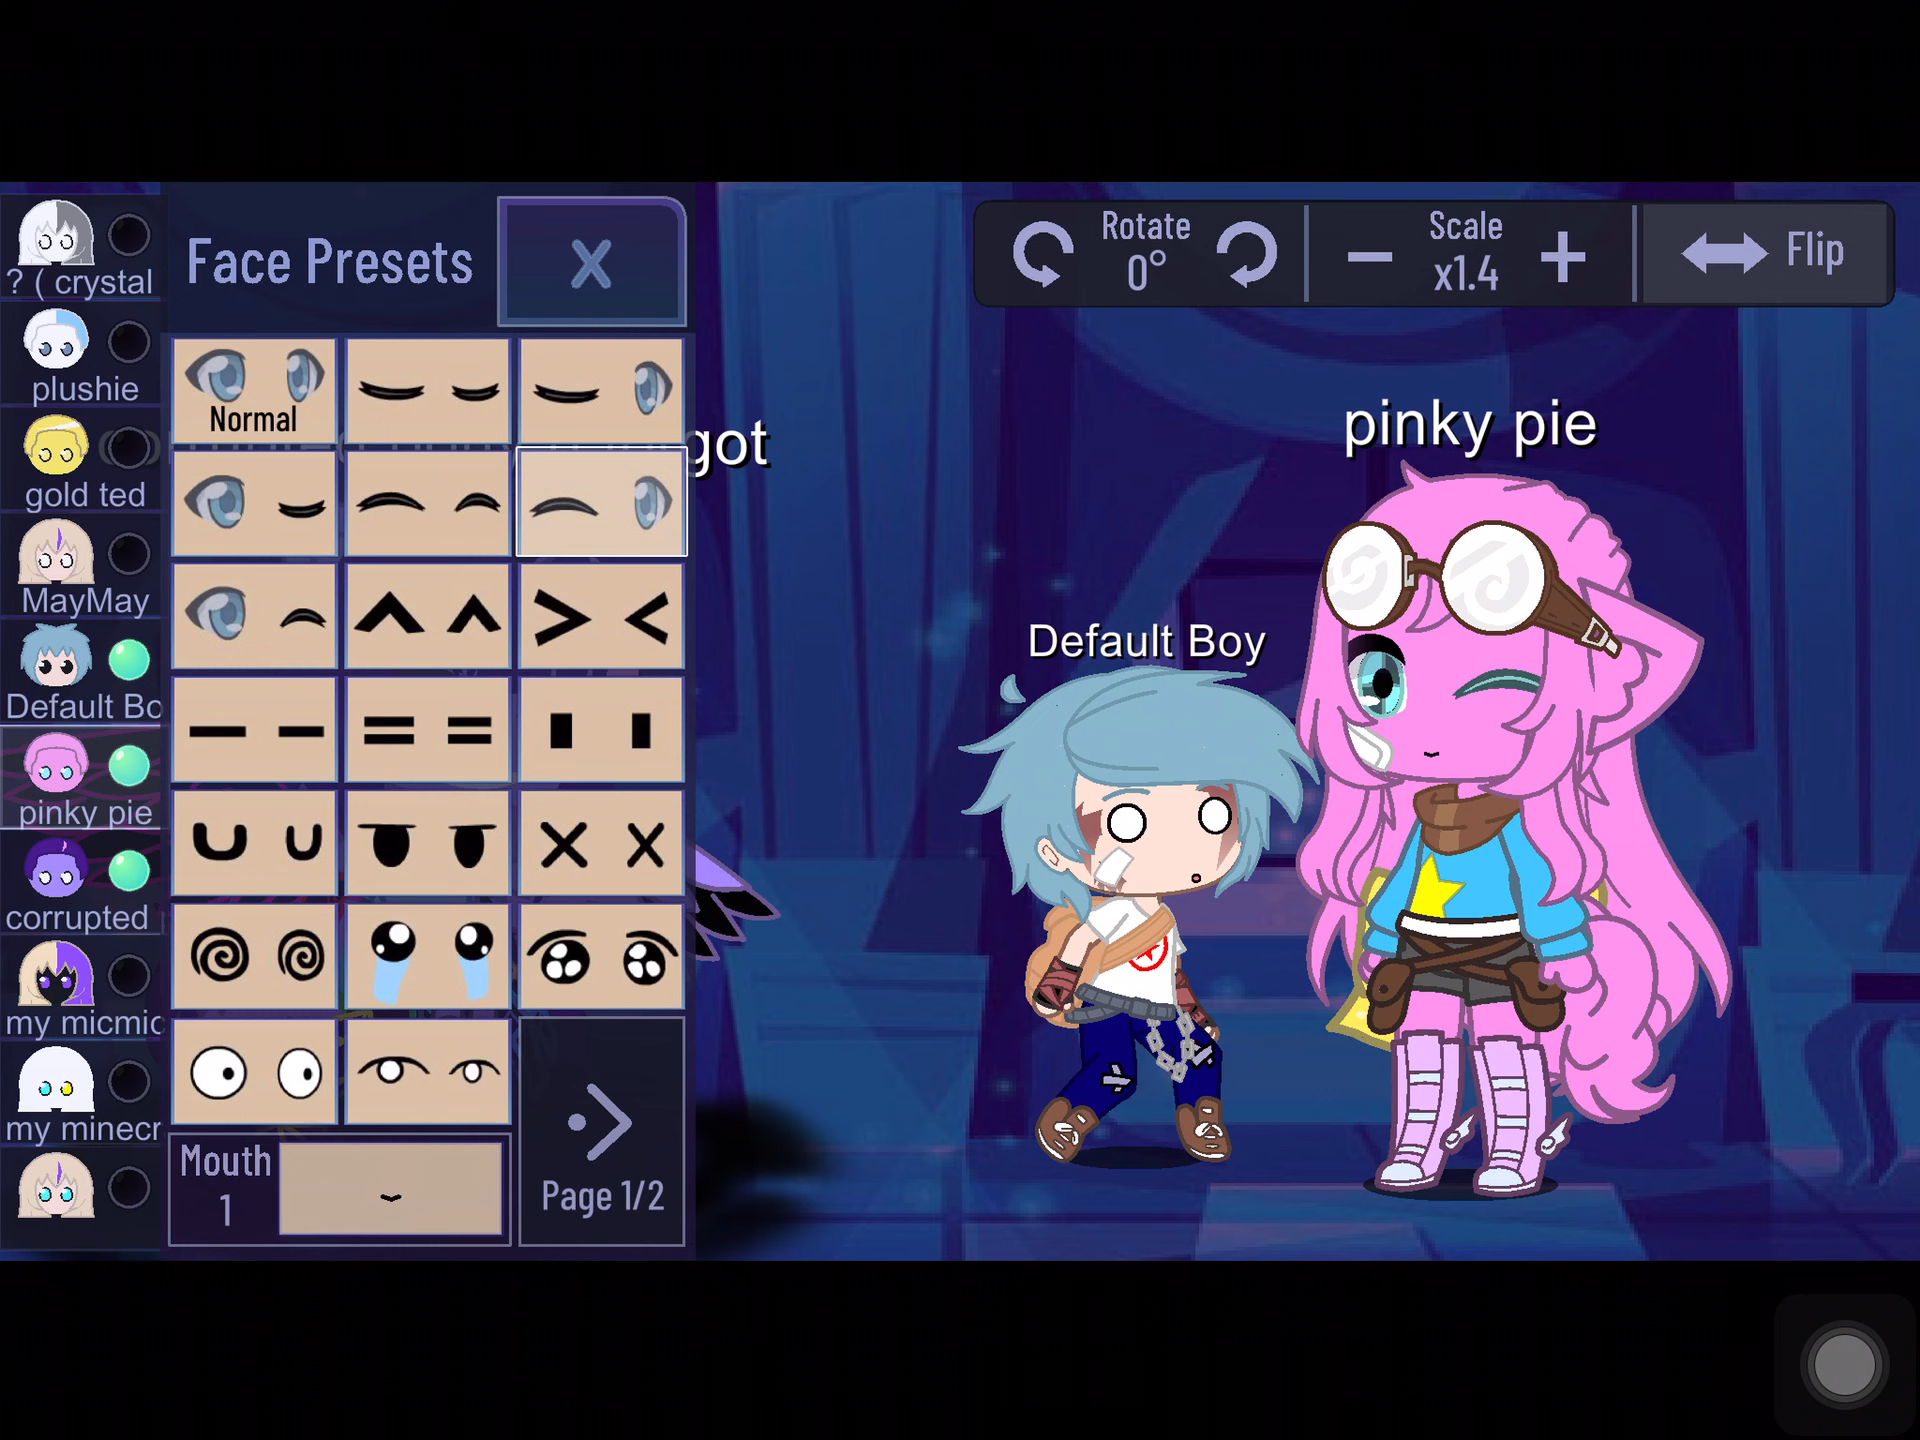 Face Presets
X
Rotate
0°
Scale
x1.4
Flip
? ( crystal
plushie
gold ted
MayMay
Default Bo
pinky pie
corrupted
my micmic
my minecr
Normal
got
pinky pie
Default Boy
Mouth
1
Page 1/2